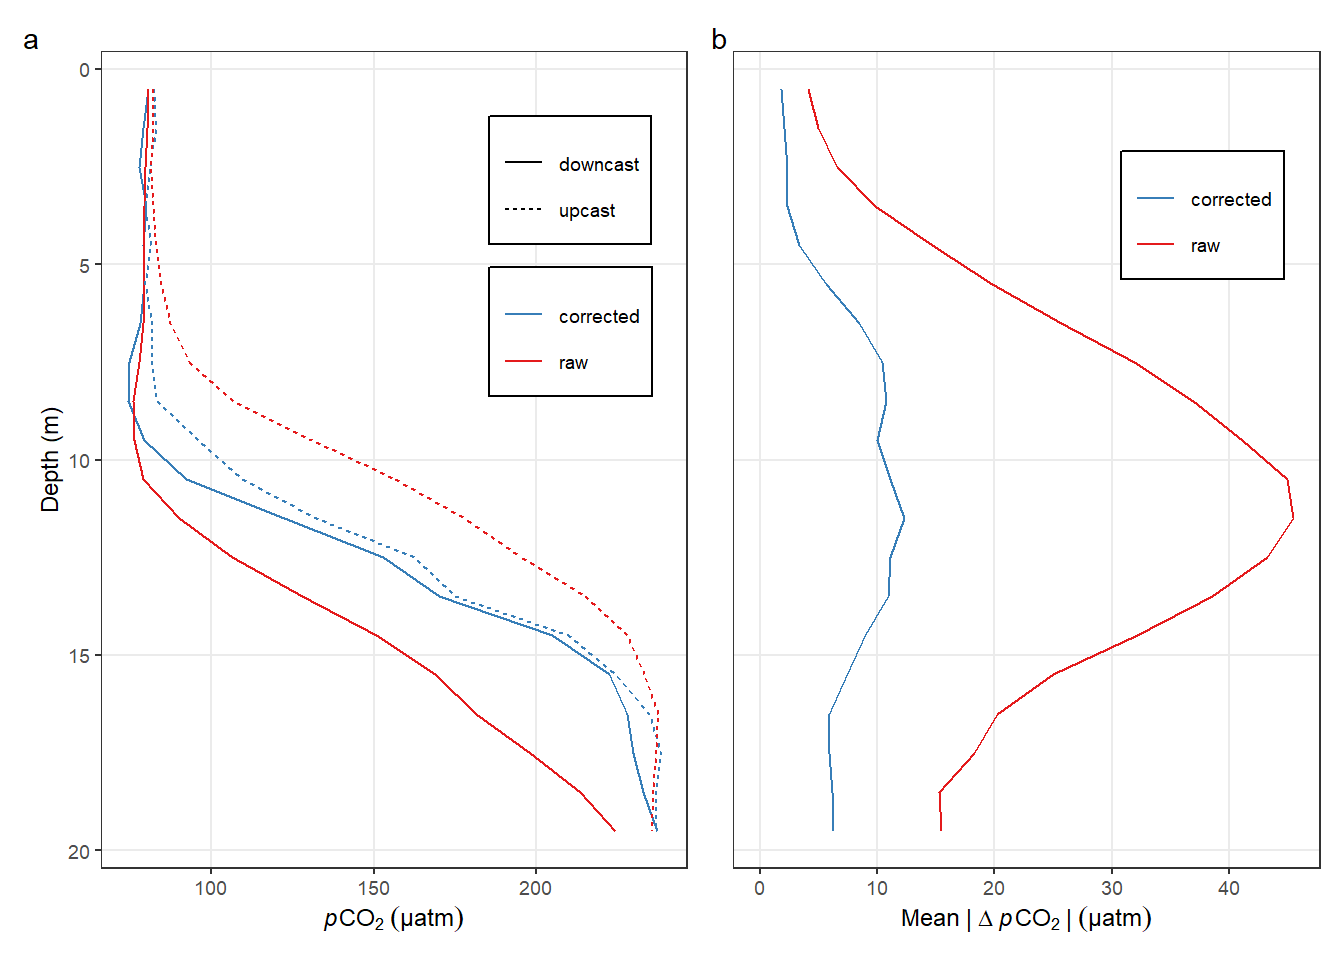 a
0
5
10
15
20
Depth (m)
downcast
upcast
corrected
raw
100
150
200
pCO₂ (μatm)
b
corrected
raw
0
10
20
30
40
Mean | Δ pCO₂ | (μatm)